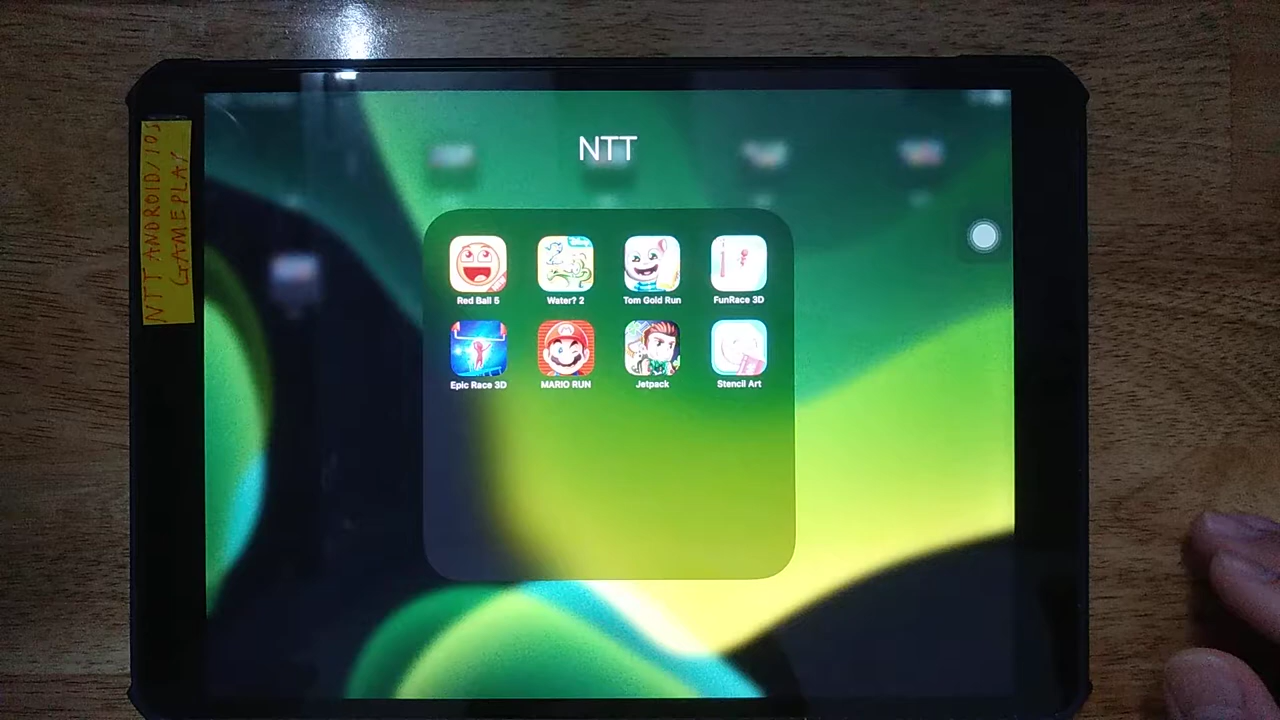 NTT ANDROID/IOS
GAMEPLAY
NTT
Red Ball 5
Water? 2
Tom Gold Run
FunRace 3D
Epic Race 3D
MARIO RUN
Jetpack
Stencil Art